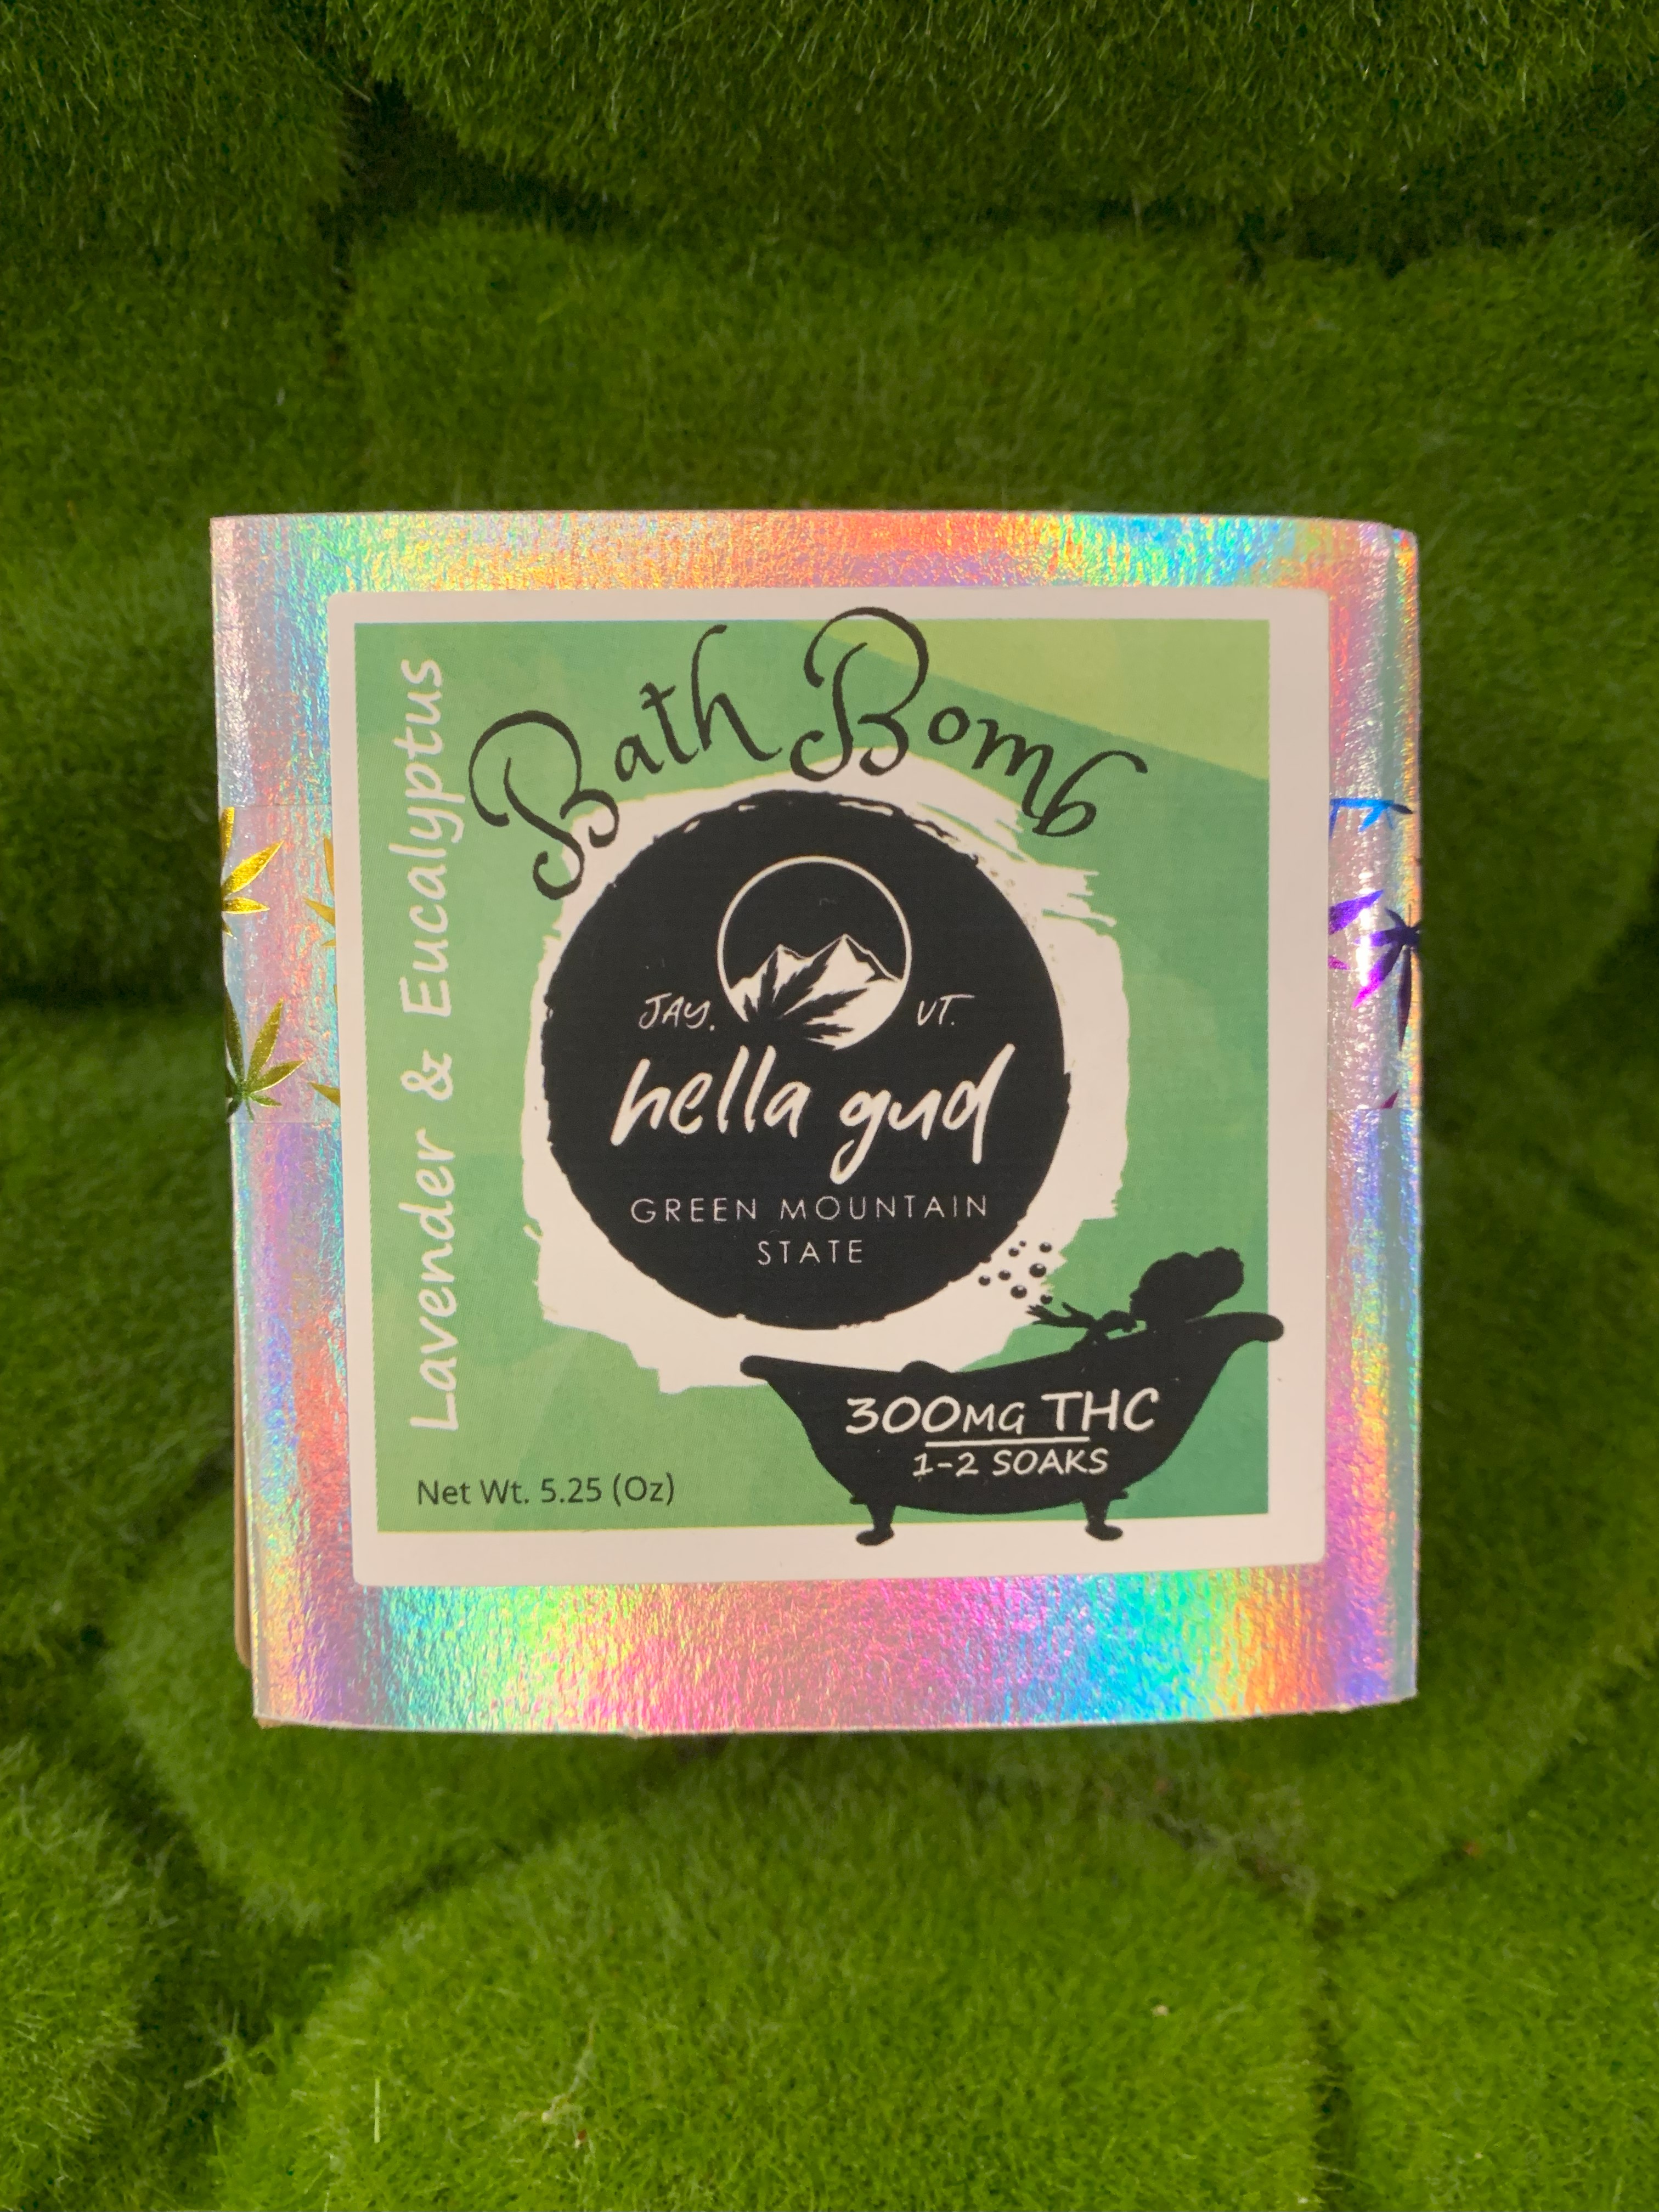 Bath Bomb
Lavender & Eucalyptus
JAY. VT.
hella gud
GREEN MOUNTAIN
STATE
300MG THC
1-2 SOAKS
Net Wt. 5.25 (Oz)